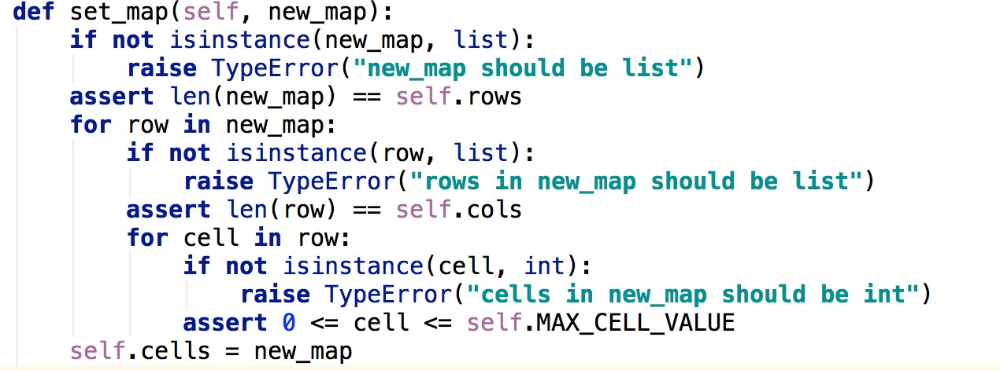 def set_map(self, new_map):
    if not isinstance(new_map, list):
        raise TypeError("new_map should be list")
    assert len(new_map) == self.rows
    for row in new_map:
        if not isinstance(row, list):
            raise TypeError("rows in new_map should be list")
        assert len(row) == self.cols
        for cell in row:
            if not isinstance(cell, int):
                raise TypeError("cells in new_map should be int")
            assert 0 <= cell <= self.MAX_CELL_VALUE
    self.cells = new_map